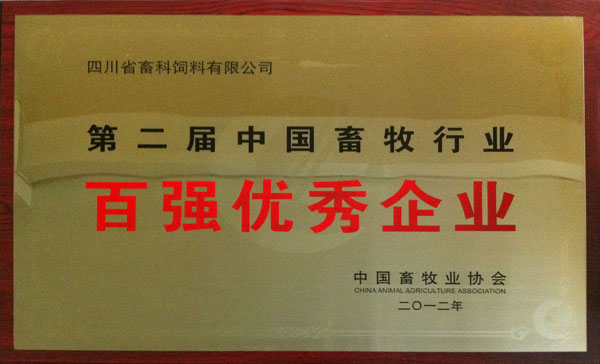 四川省畜科饲料有限公司
第二届中国畜牧行业
百强优秀企业
中国畜牧业协会
CHINA ANIMAL AGRICULTURE ASSOCIATION
二〇一二年